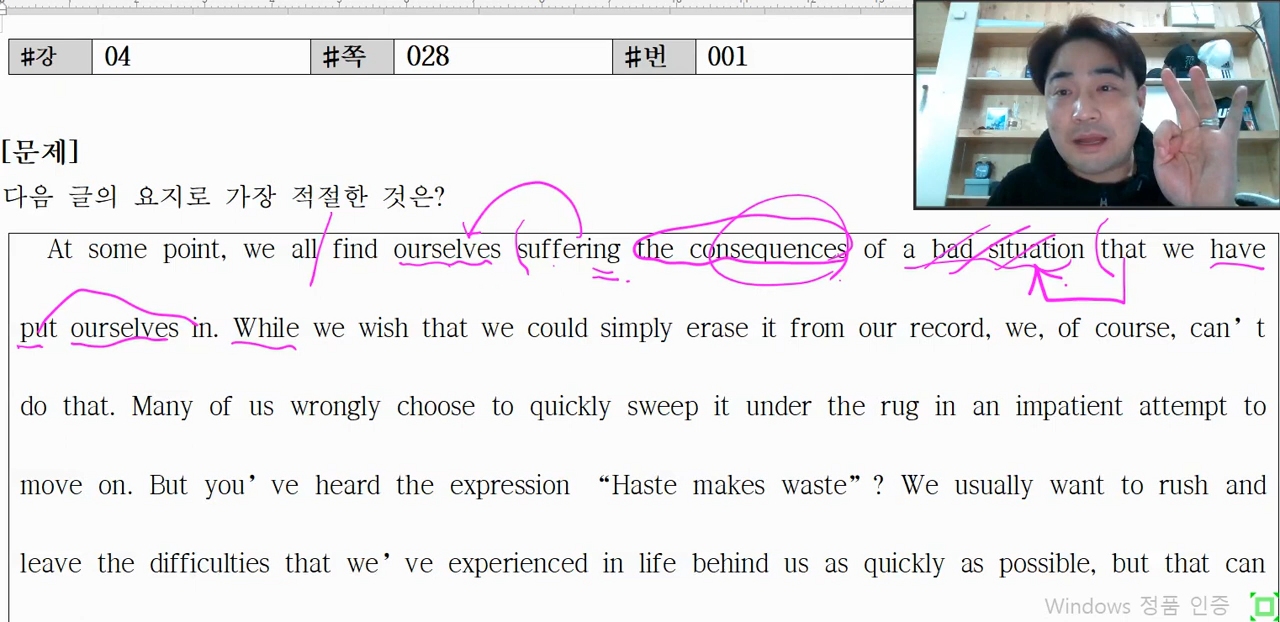 #강 04 #쪽 028 #번 001
[문제]
다음 글의 요지로 가장 적절한 것은?
At some point, we all find ourselves suffering the consequences of a bad situation that we have
put ourselves in. While we wish that we could simply erase it from our record, we, of course, can't
do that. Many of us wrongly choose to quickly sweep it under the rug in an impatient attempt to
move on. But you've heard the expression “Haste makes waste”? We usually want to rush and
leave the difficulties that we've experienced in life behind us as quickly as possible, but that can
Windows 정품 인증